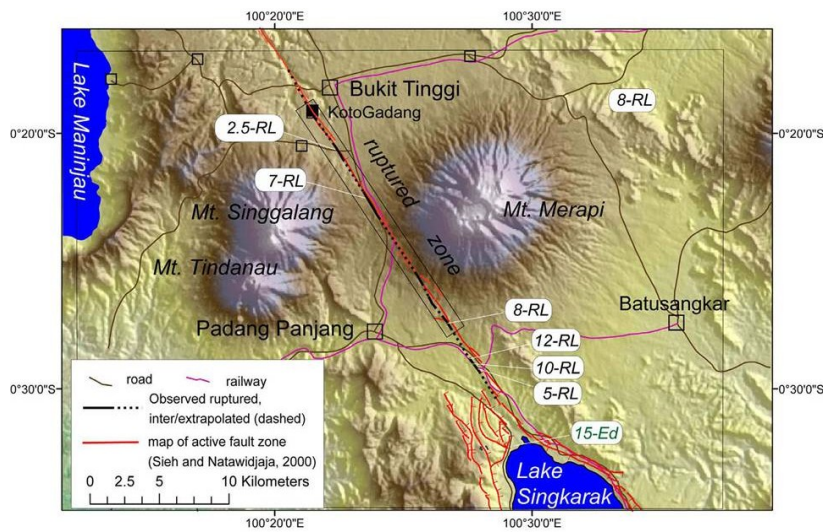 100°20'0"E
100°30'0"E
Lake Maninjau
Bukit Tinggi
KotoGadang
8-RL
0°20'0"S
0°20'0"S
2.5-RL
ruptured zone
7-RL
Mt. Singgalang
Mt. Merapi
Mt. Tindanau
8-RL
Batusangkar
Padang Panjang
12-RL
10-RL
5-RL
0°30'0"S
0°30'0"S
15-Ed
road railway
Observed ruptured,
inter/extrapolated (dashed)
map of active fault zone
(Sieh and Natawidjaja, 2000)
0 2.5 5 10 Kilometers
Lake
Singkarak
100°20'0"E
100°30'0"E